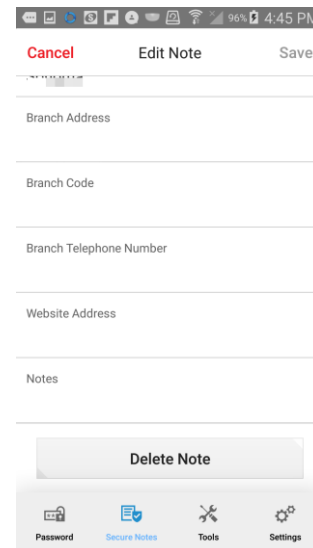 96% 4:45 PM
Cancel Edit Note Save
Branch Address
Branch Code
Branch Telephone Number
Website Address
Notes
Delete Note
Password Secure Notes Tools Settings